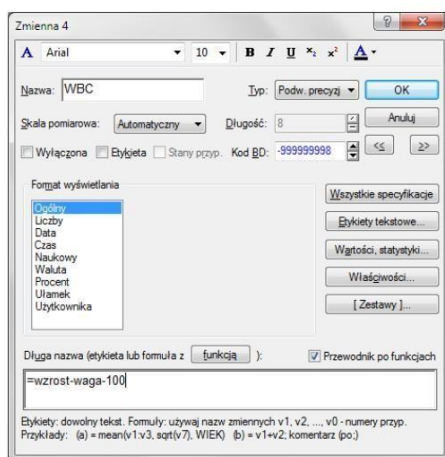 Zmienna 4
A Arial 10 B I U x₂ x² A
Nazwa: WBC Typ: Podw. precyzj OK
Skala pomiarowa: Automatyczny Długość: 8 Anuluj
Wyłączona Etykieta Stany przyp. Kod BD: -999999998 << >>
Format wyświetlania
Ogólny
Liczby
Data
Czas
Naukowy
Waluta
Procent
Ułamek
Użytkownika
Wszystkie specyfikacje
Etykiety tekstowe...
Wartości, statystyki...
Właściwości...
[ Zestawy ]...
Długa nazwa (etykieta lub formuła z funkcją ): Przewodnik po funkcjach
=wzrost-waga-100
Etykiety: dowolny tekst. Formuły: używaj nazw zmiennych v1, v2, ..., v0 - numery przyp.
Przykłady: (a) = mean(v1:v3, sqrt(v7), WIEK) (b) = v1+v2; komentarz (po;)